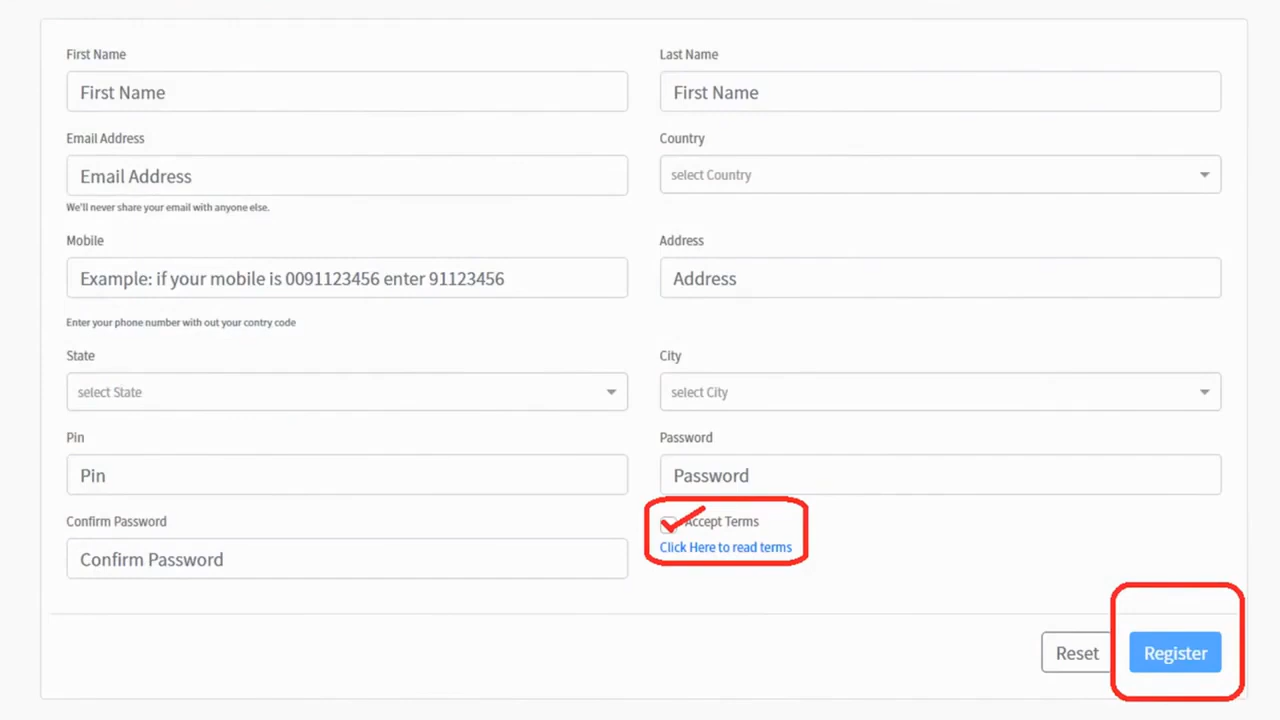 First Name
Last Name
First Name
First Name
Email Address
Country
Email Address
select Country
We'll never share your email with anyone else.
Mobile
Address
Example: if your mobile is 0091123456 enter 91123456
Address
Enter your phone number with out your contry code
State
City
select State
select City
Pin
Password
Pin
Password
Confirm Password
Accept Terms
Click Here to read terms
Confirm Password
Reset
Register